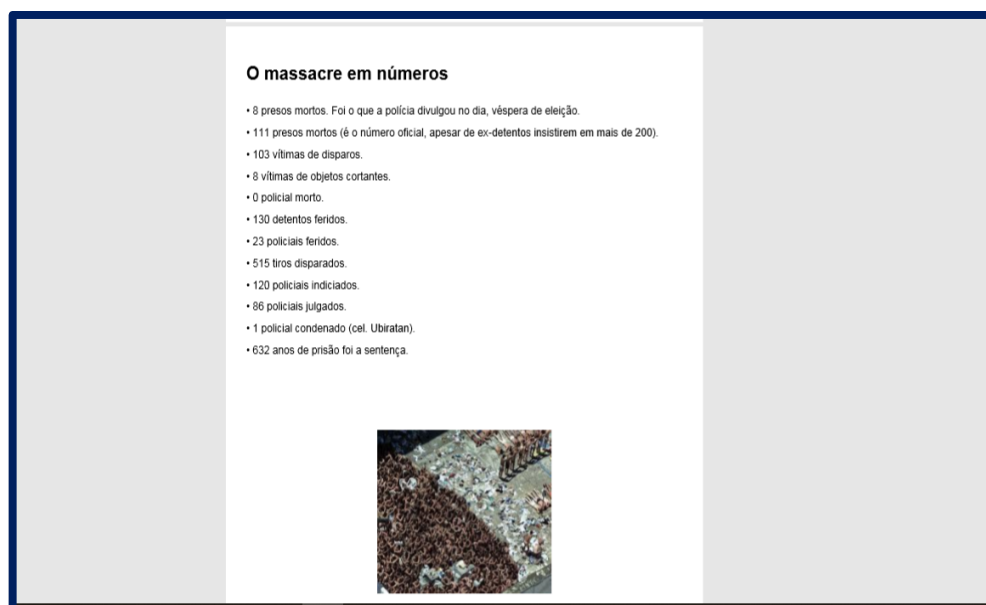 O massacre em números
• 8 presos mortos. Foi o que a polícia divulgou no dia, véspera de eleição.
• 111 presos mortos (é o número oficial, apesar de ex-detentos insistirem em mais de 200).
• 103 vítimas de disparos.
• 8 vítimas de objetos cortantes.
• 0 policial morto.
• 130 detentos feridos.
• 23 policiais feridos.
• 515 tiros disparados.
• 120 policiais indiciados.
• 86 policiais julgados.
• 1 policial condenado (cel. Ubiratan).
• 632 anos de prisão foi a sentença.